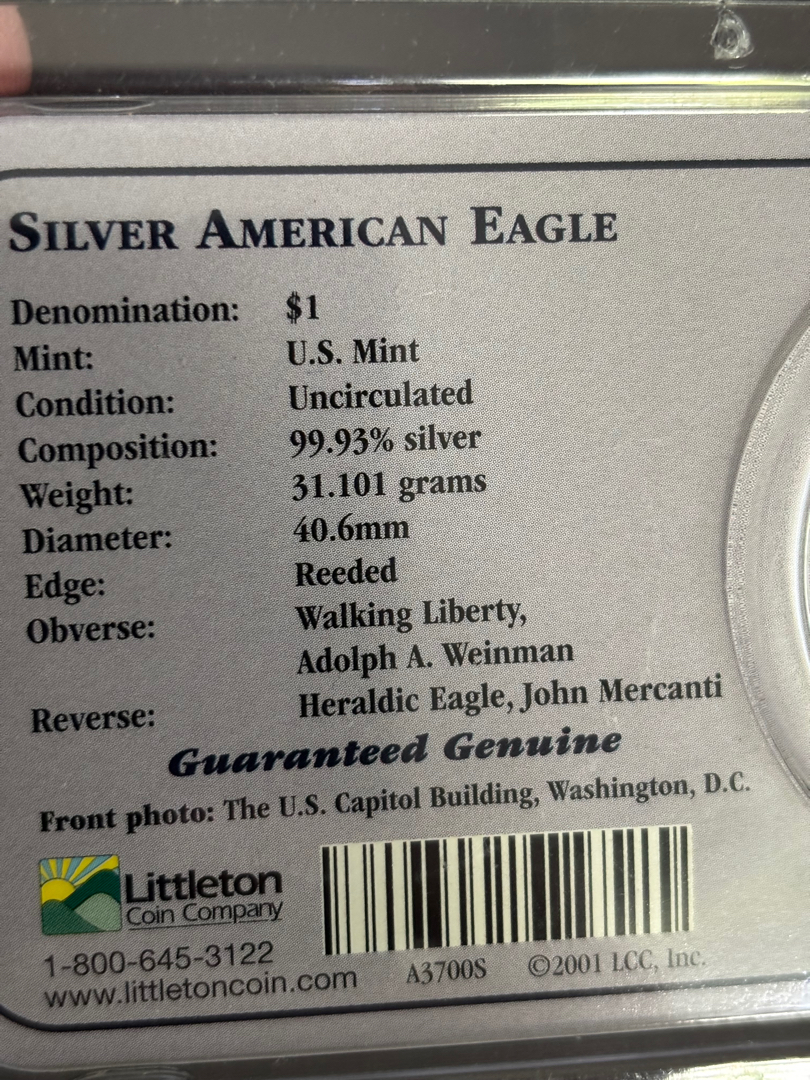 SILVER AMERICAN EAGLE
Denomination: $1
Mint: U.S. Mint
Condition: Uncirculated
Composition: 99.93% silver
Weight: 31.101 grams
Diameter: 40.6mm
Edge: Reeded
Obverse: Walking Liberty,
Adolph A. Weinman
Reverse: Heraldic Eagle, John Mercanti
Guaranteed Genuine
Front photo: The U.S. Capitol Building, Washington, D.C.
Littleton
Coin Company
1-800-645-3122
www.littletoncoin.com
A3700S ©2001 LCC, Inc.